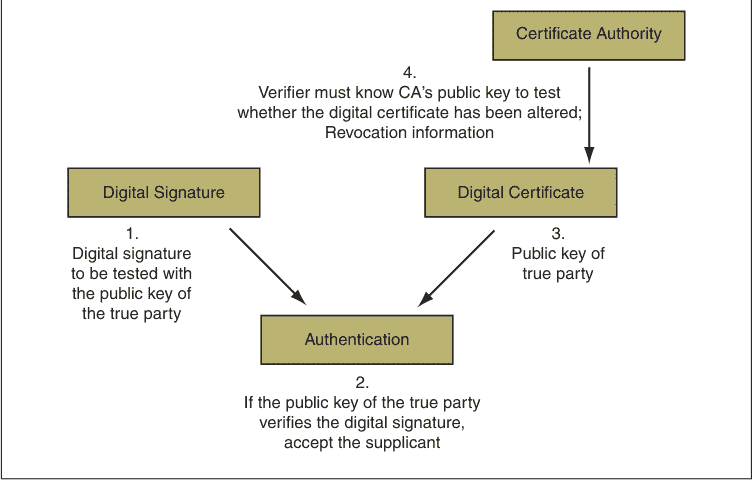 Certificate Authority
4.
Verifier must know CA's public key to test
whether the digital certificate has been altered;
Revocation information
Digital Signature
Digital Certificate
1.
Digital signature
to be tested with
the public key of
the true party
3.
Public key of
true party
Authentication
2.
If the public key of the true party
verifies the digital signature,
accept the supplicant